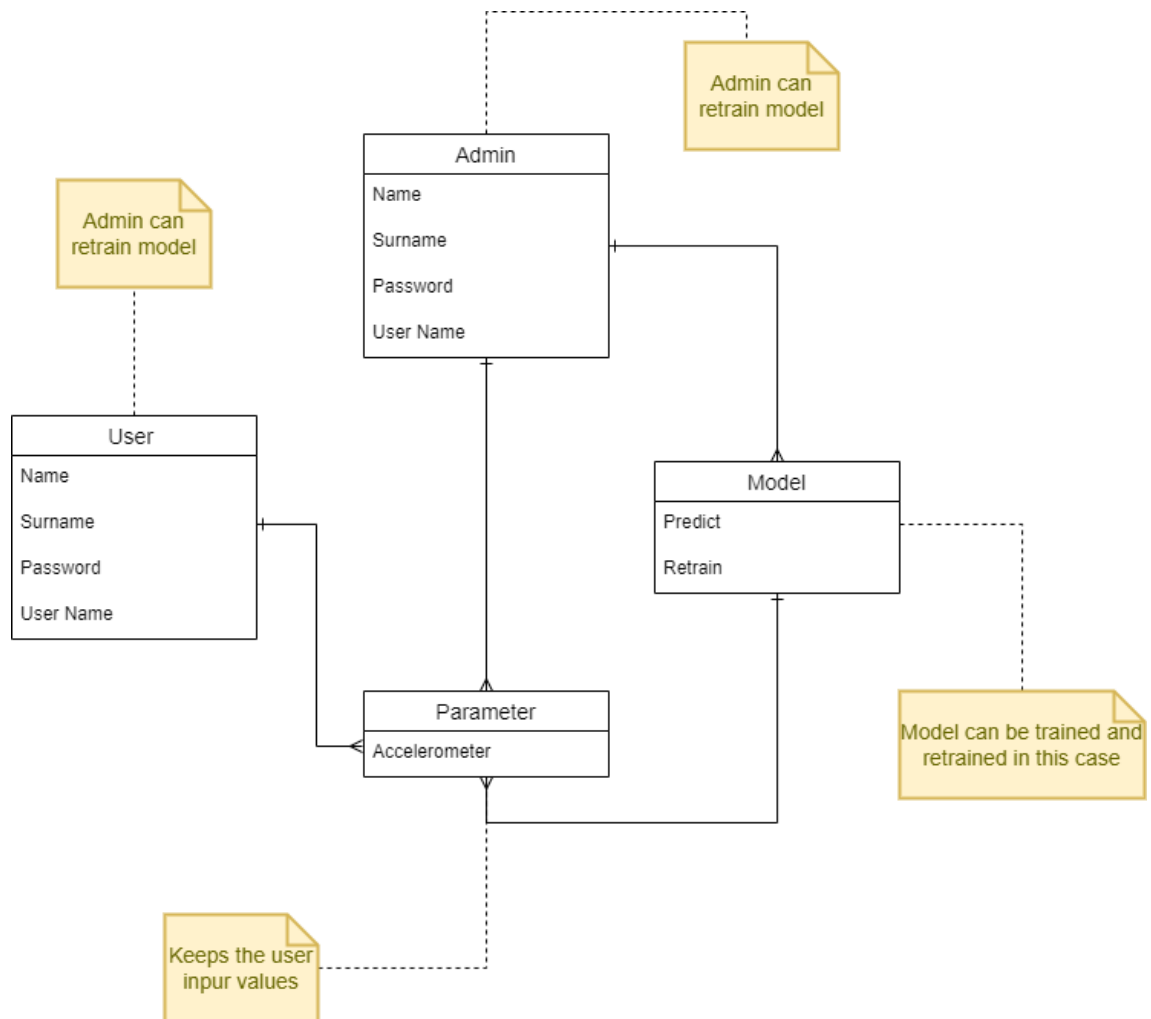 Admin can
retrain model
Admin
Name
Surname
Password
User Name
Admin can
retrain model
User
Name
Surname
Password
User Name
Model
Predict
Retrain
Parameter
Accelerometer
Model can be trained and
retrained in this case
Keeps the user
inpur values